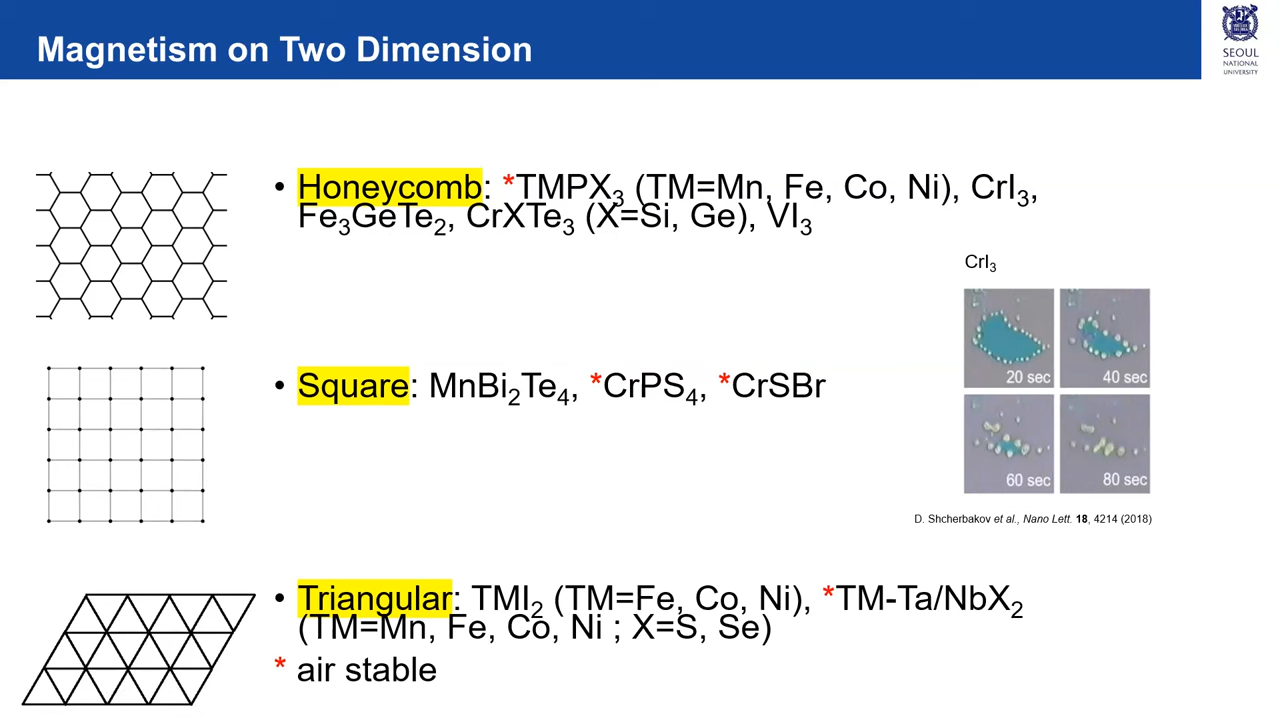 Magnetism on Two Dimension
SEOUL
NATIONAL
UNIVERSITY
• Honeycomb: *TMPX₃ (TM=Mn, Fe, Co, Ni), CrI₃,
Fe₃GeTe₂, CrXTe₃ (X=Si, Ge), VI₃
CrI₃
20 sec
40 sec
60 sec
80 sec
D. Shcherbakov et al., Nano Lett. 18, 4214 (2018)
• Square: MnBi₂Te₄, *CrPS₄, *CrSBr
• Triangular: TMI₂ (TM=Fe, Co, Ni), *TM-Ta/NbX₂
(TM=Mn, Fe, Co, Ni ; X=S, Se)
* air stable